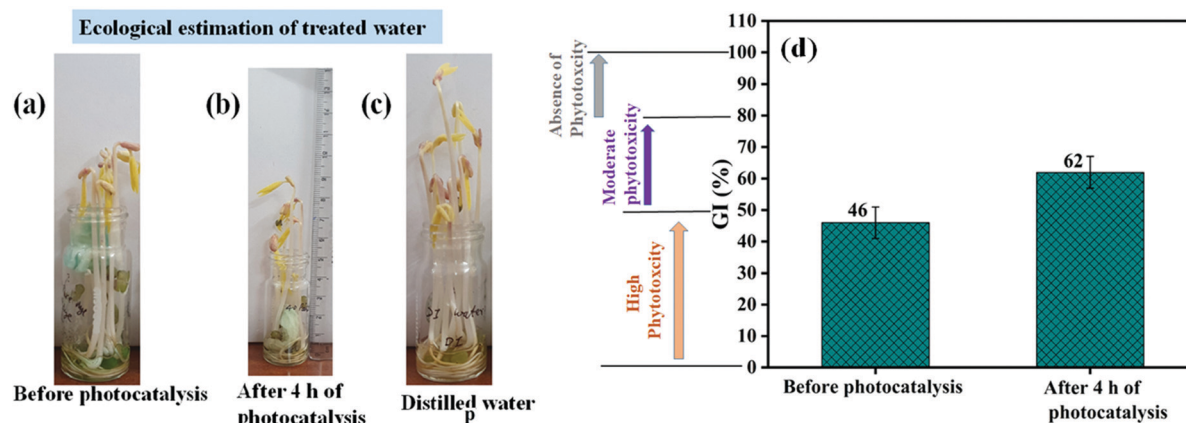 Ecological estimation of treated water
(a)
(b)
(c)
Before photocatalysis
After 4 h of
photocatalysis
Distilled water
p
DI water
DI
Absence of
Phytotoxcity
Moderate
phytotoxicity
High
Phytotoxcity
(d)
GI (%)
110
100
90
80
70
60
50
40
30
20
10
0
46
62
Before photocatalysis
After 4 h of
photocatalysis